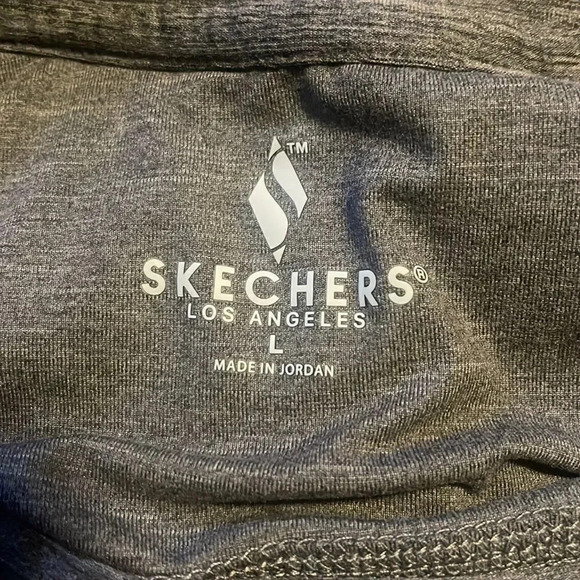 TM
SKECHERS®
LOS ANGELES
L
MADE IN JORDAN